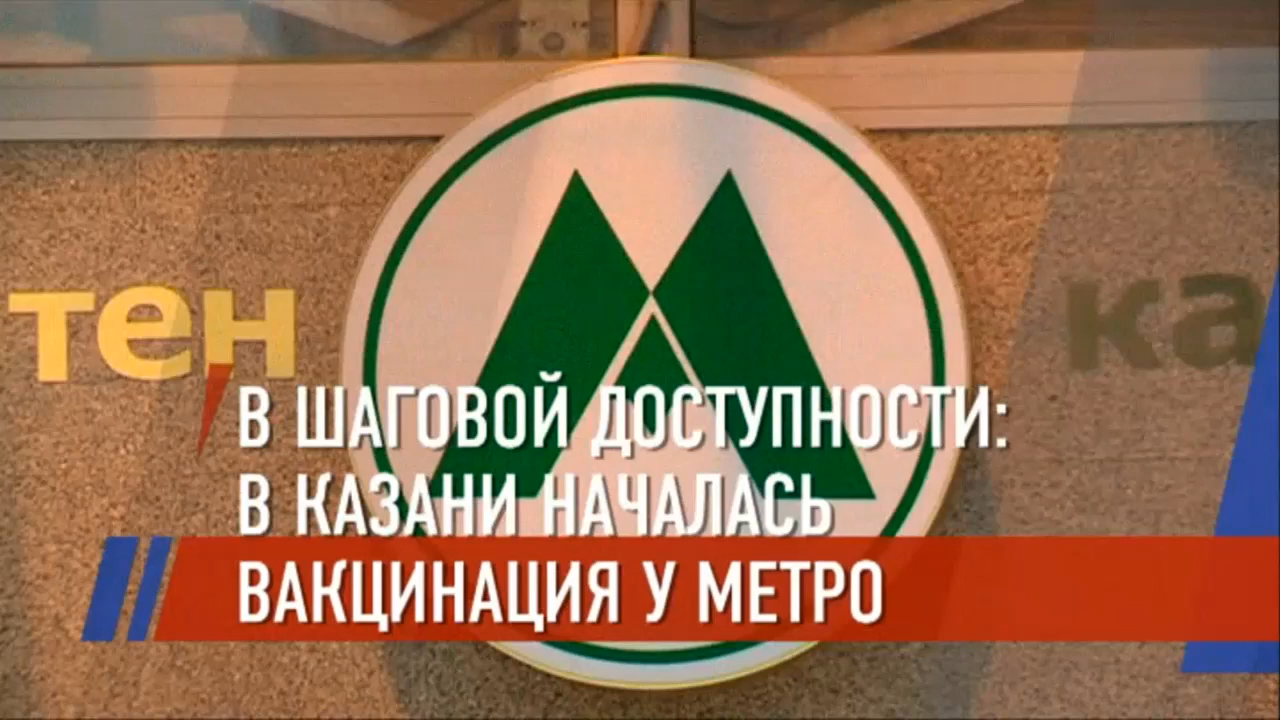 тен ка
В ШАГОВОЙ ДОСТУПНОСТИ:
В КАЗАНИ НАЧАЛАСЬ
ВАКЦИНАЦИЯ У МЕТРО